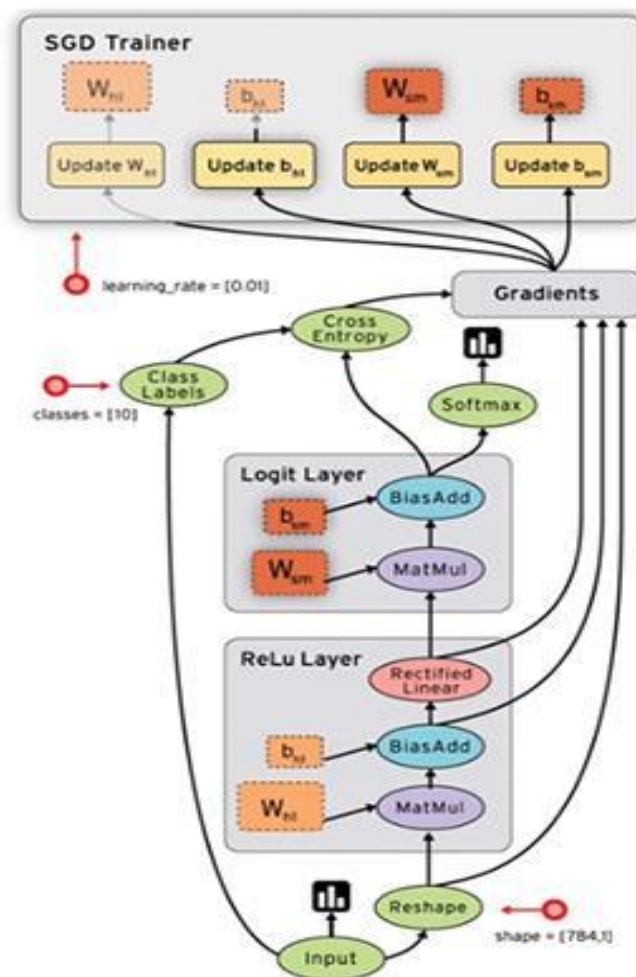 SGD Trainer
W_hl
b_hl
W_sm
b_sm
Update W_hl
Update b_hl
Update W_sm
Update b_sm
learning_rate = [0.01]
Gradients
Cross
Entropy
Class
Labels
classes = [10]
Softmax
Logit Layer
BiasAdd
b_sm
W_sm
MatMul
ReLu Layer
Rectified
Linear
b_hl
BiasAdd
W_hl
MatMul
Reshape
shape = [784,1]
Input